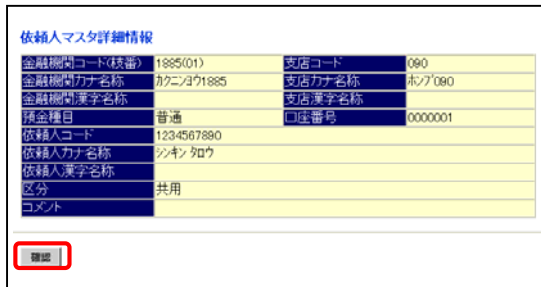 依頼人マスタ詳細情報
金融機関コード(枝番) 1885(01) 支店コード 090
金融機関カナ名称 カクニンヨウ1885 支店カナ名称 ホンブ090
金融機関漢字名称 支店漢字名称
預金種目 普通 口座番号 0000001
依頼人コード 1234567890
依頼人カナ名称 シンキン タロウ
依頼人漢字名称
区分 共用
コメント
確認